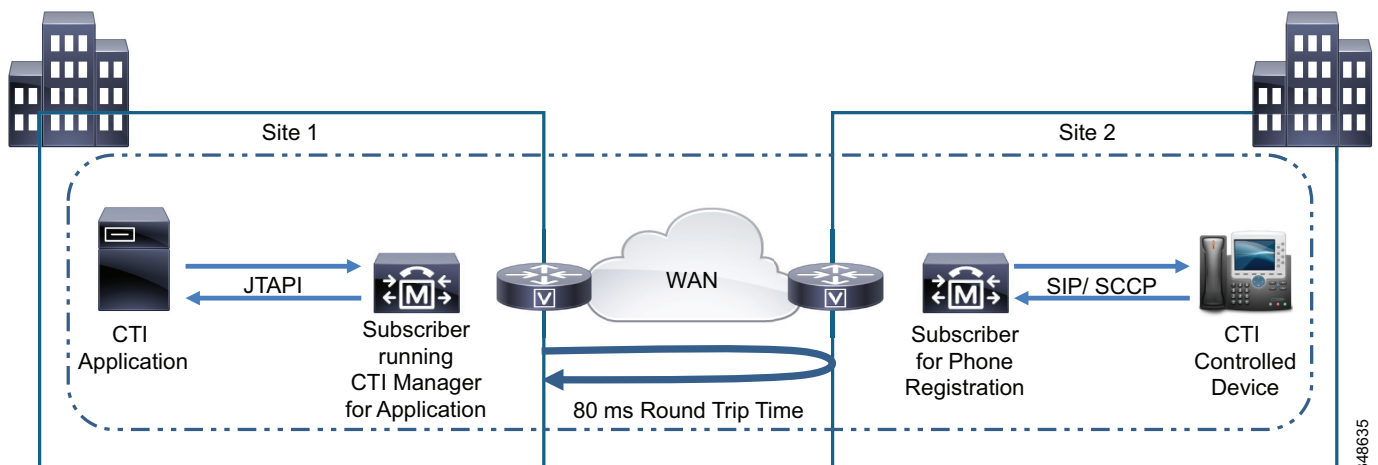 Site 1
Site 2
WAN
JTAPI
SIP/ SCCP
M
V
V
M
CTI
Application
Subscriber
running
CTI Manager
for Application
Subscriber
for Phone
Registration
CTI
Controlled
Device
80 ms Round Trip Time